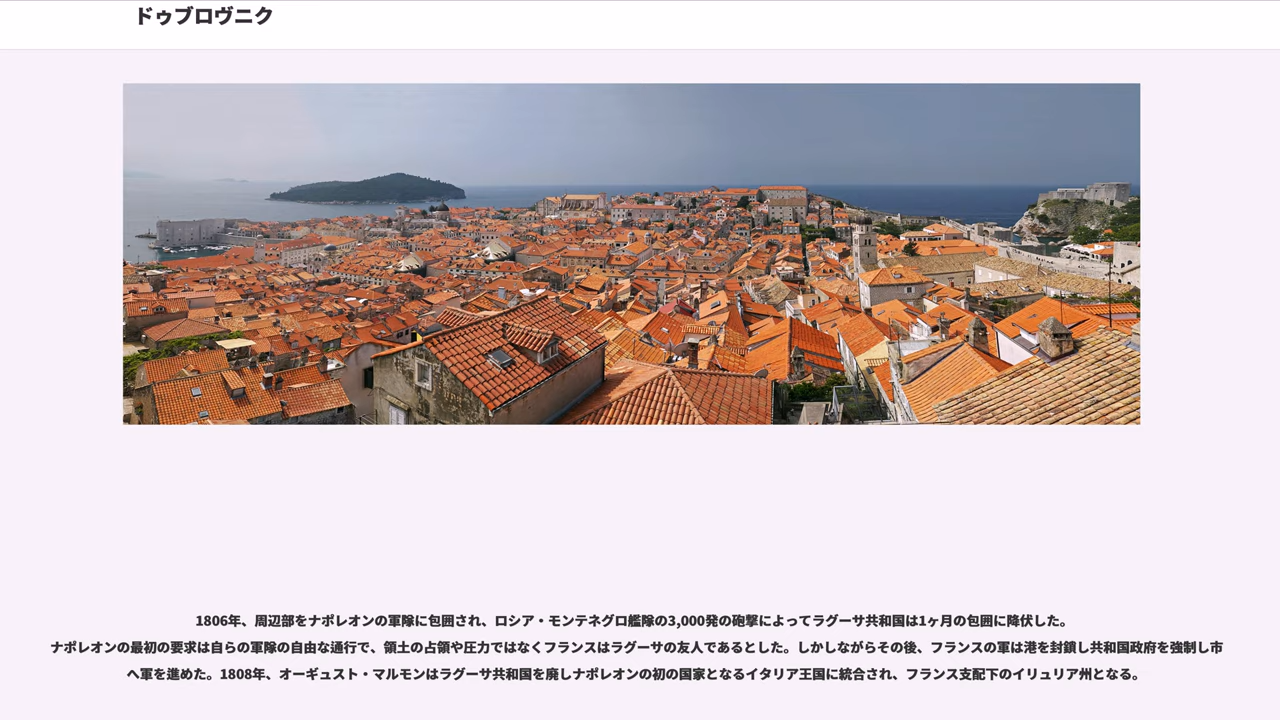 ドゥブロヴニク
1806年、周辺部をナポレオンの軍隊に包囲され、ロシア・モンテネグロ艦隊の3,000発の砲撃によってラグーサ共和国は1ヶ月の包囲に降伏した。
ナポレオンの最初の要求は自らの軍隊の自由な通行で、領土の占領や圧力ではなくフランスはラグーサの友人であるとした。しかしながらその後、フランスの軍は港を封鎖し共和国政府を強制し市
へ軍を進めた。1808年、オーギュスト・マルモンはラグーサ共和国を廃しナポレオンの初の国家となるイタリア王国に統合され、フランス支配下のイリュリア州となる。